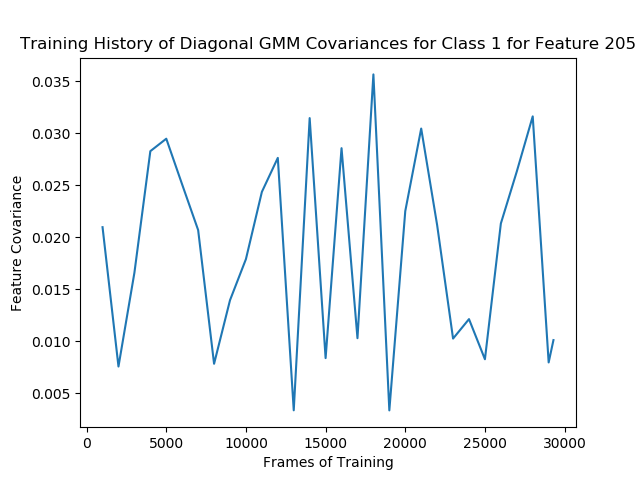 Training History of Diagonal GMM Covariances for Class 1 for Feature 205
Feature Covariance
0.035
0.030
0.025
0.020
0.015
0.010
0.005
0 5000 10000 15000 20000 25000 30000
Frames of Training